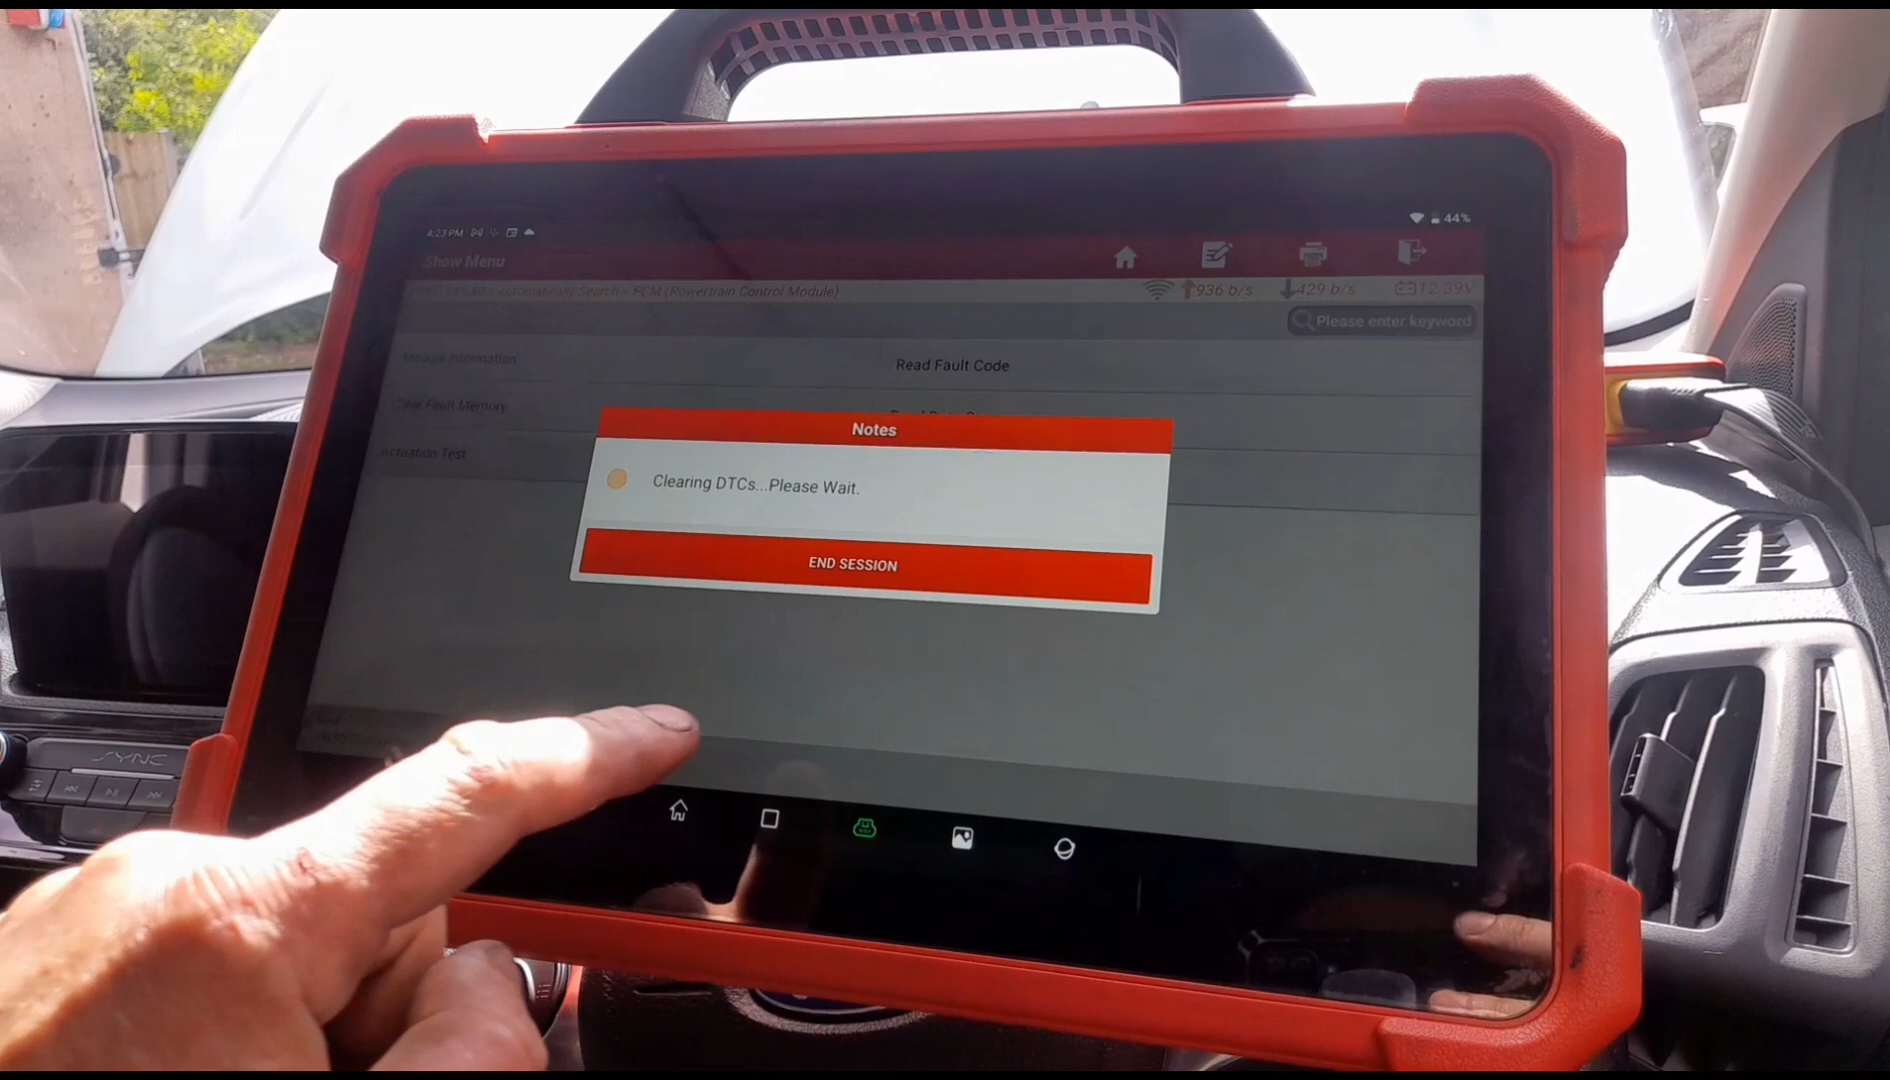 4:23 PM
44%
Show Menu
Automatically Search > PCM (Powertrain Control Module)
936 b/s
429 b/s
12.39V
Please enter keyword
Module Information
Read Fault Code
Clear Fault Memory
Actuation Test
Notes
Clearing DTCs...Please Wait.
END SESSION
SYNC